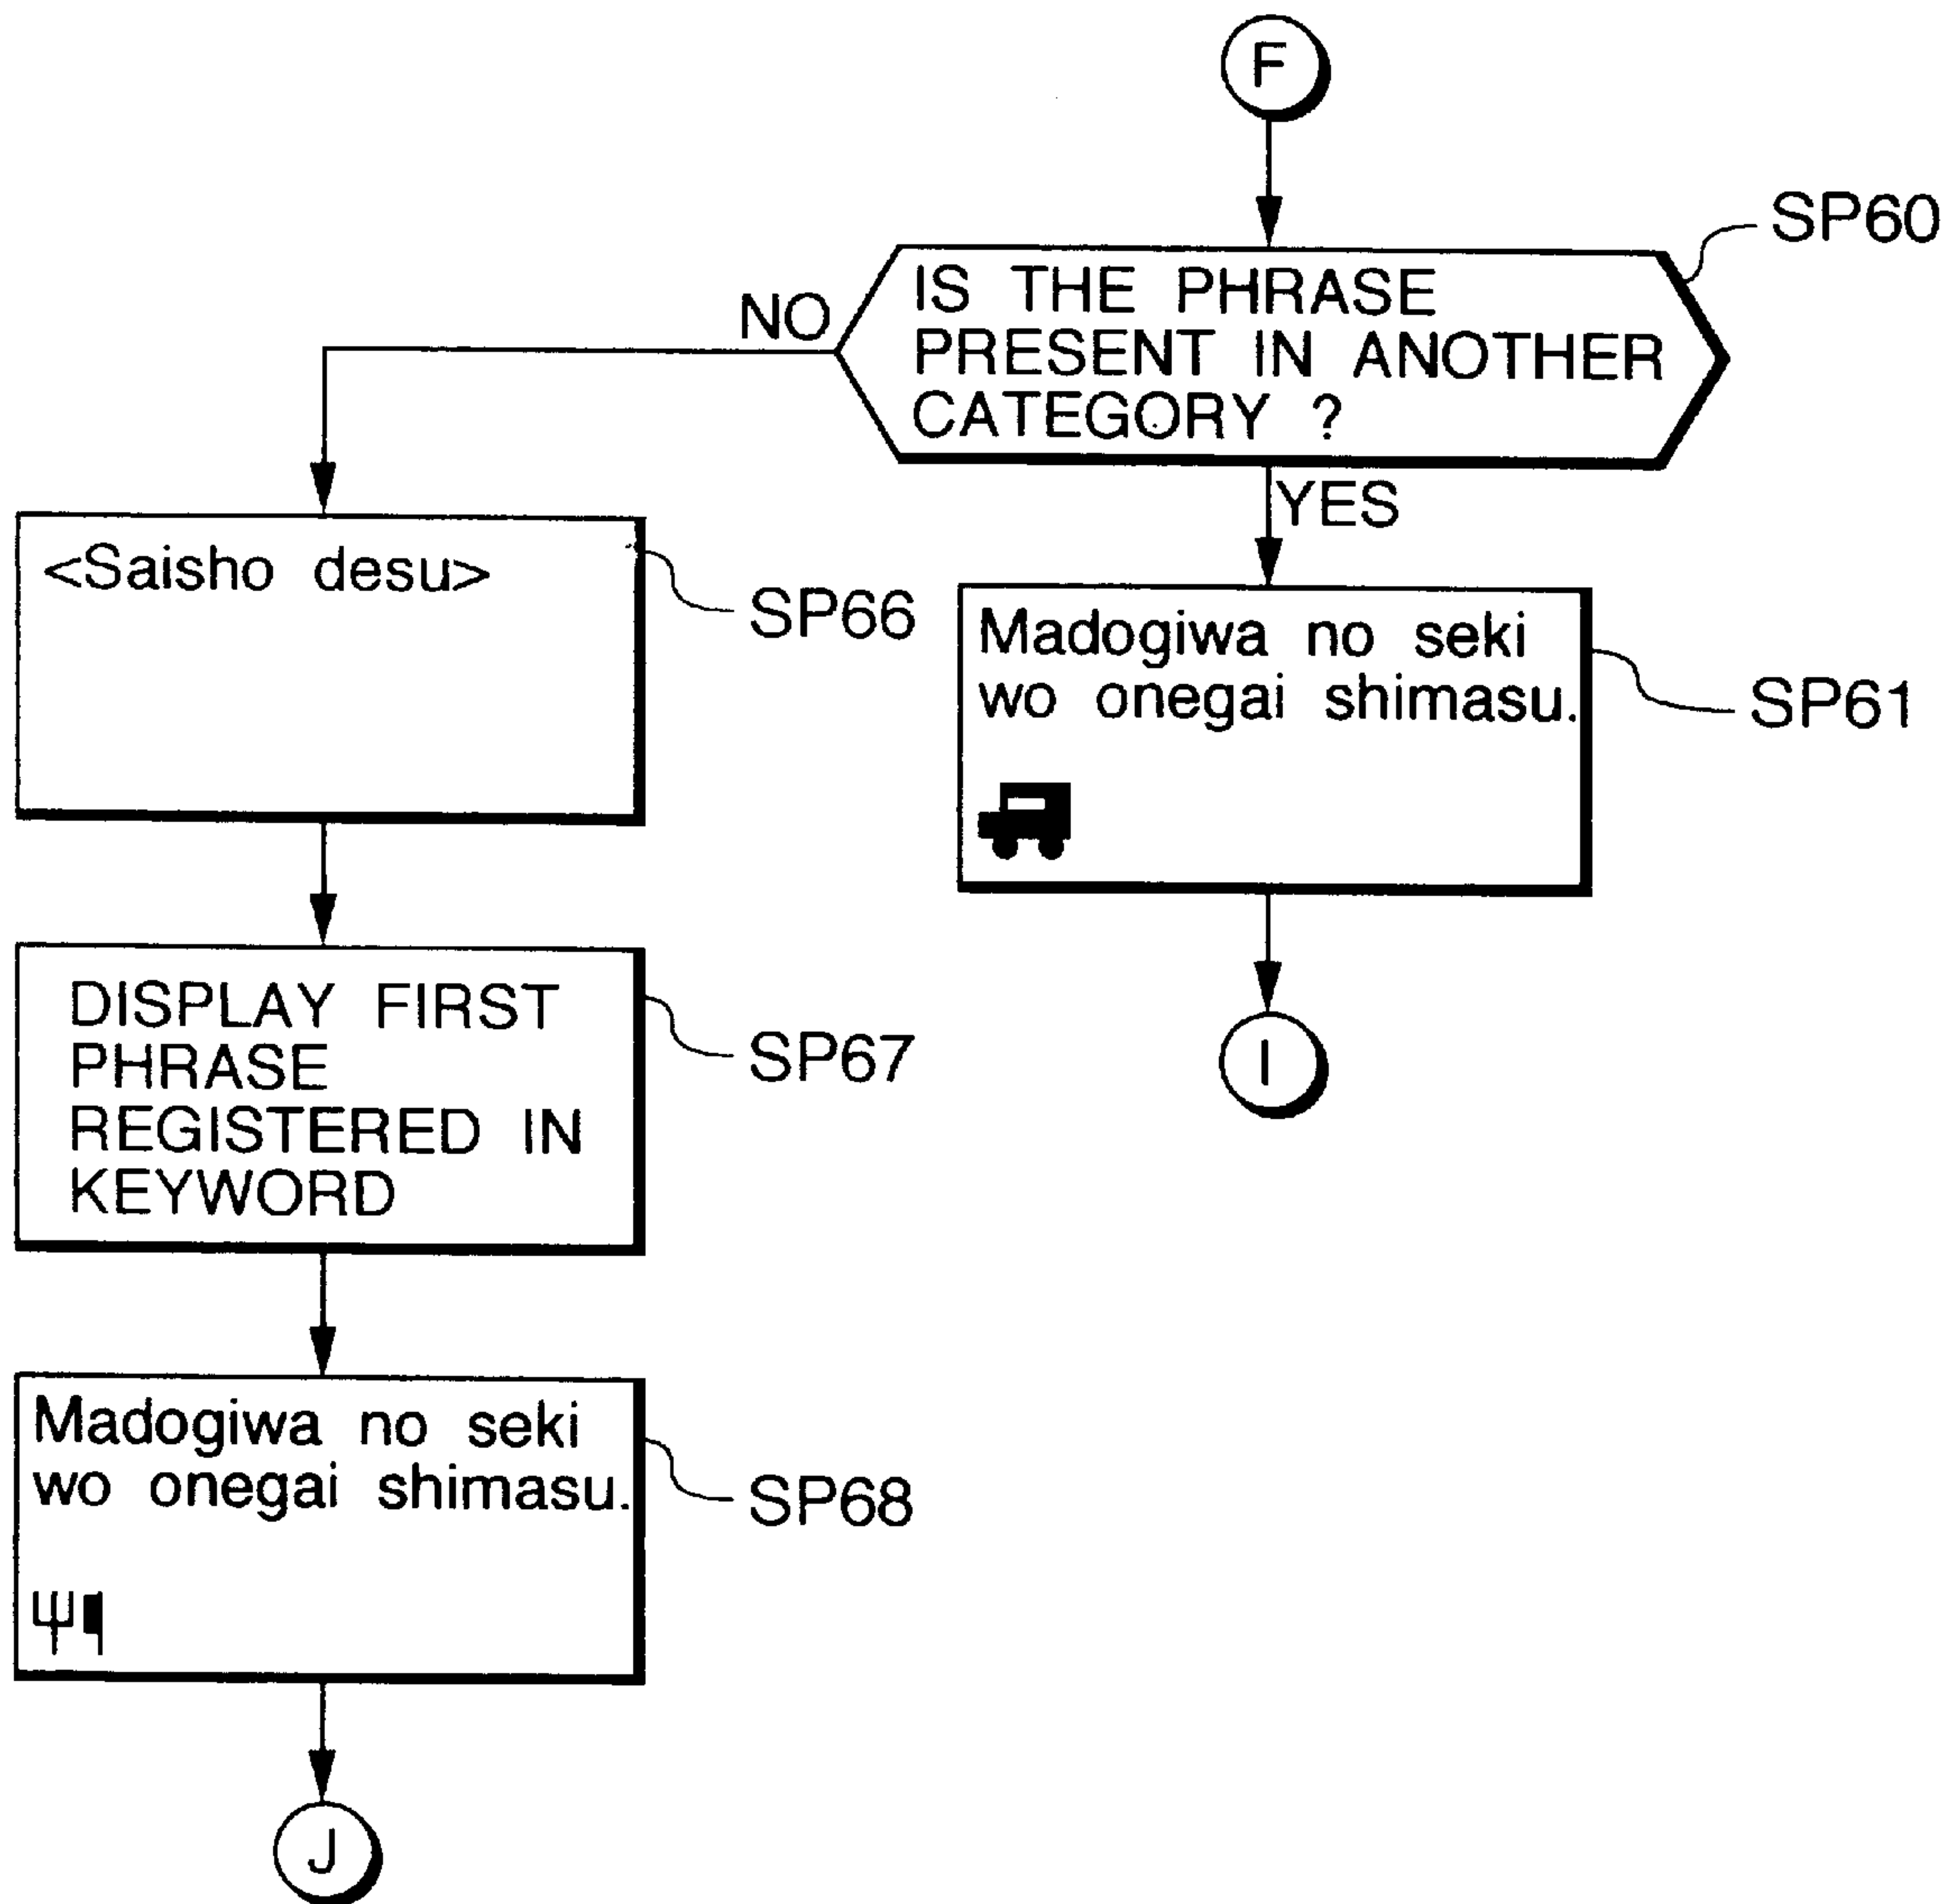 F
SP60
IS THE PHRASE
PRESENT IN ANOTHER
CATEGORY ?
NO
YES
<Saisho desu>
SP66
Madogiwa no seki
wo onegai shimasu.
SP61
DISPLAY FIRST
PHRASE
REGISTERED IN
KEYWORD
SP67
I
Madogiwa no seki
wo onegai shimasu.
SP68
J